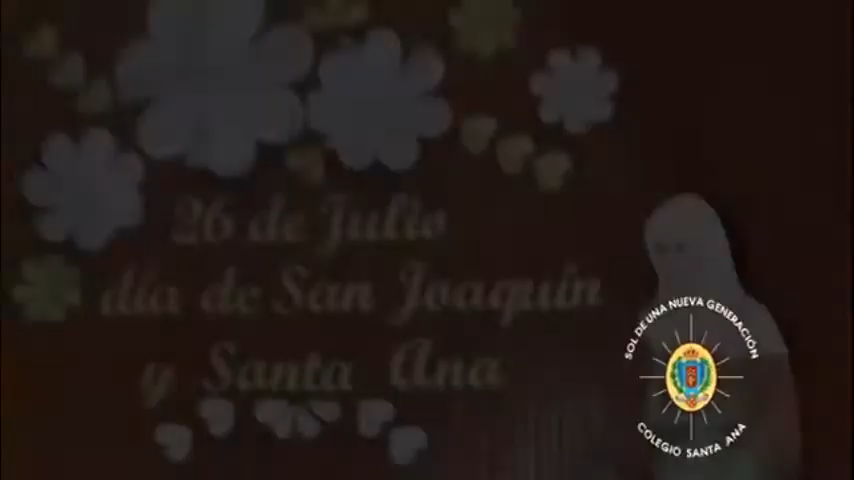 26 de Julio
día de San Joaquín
y Santa Ana
SOL DE UNA NUEVA GENERACIÓN
COLEGIO SANTA ANA